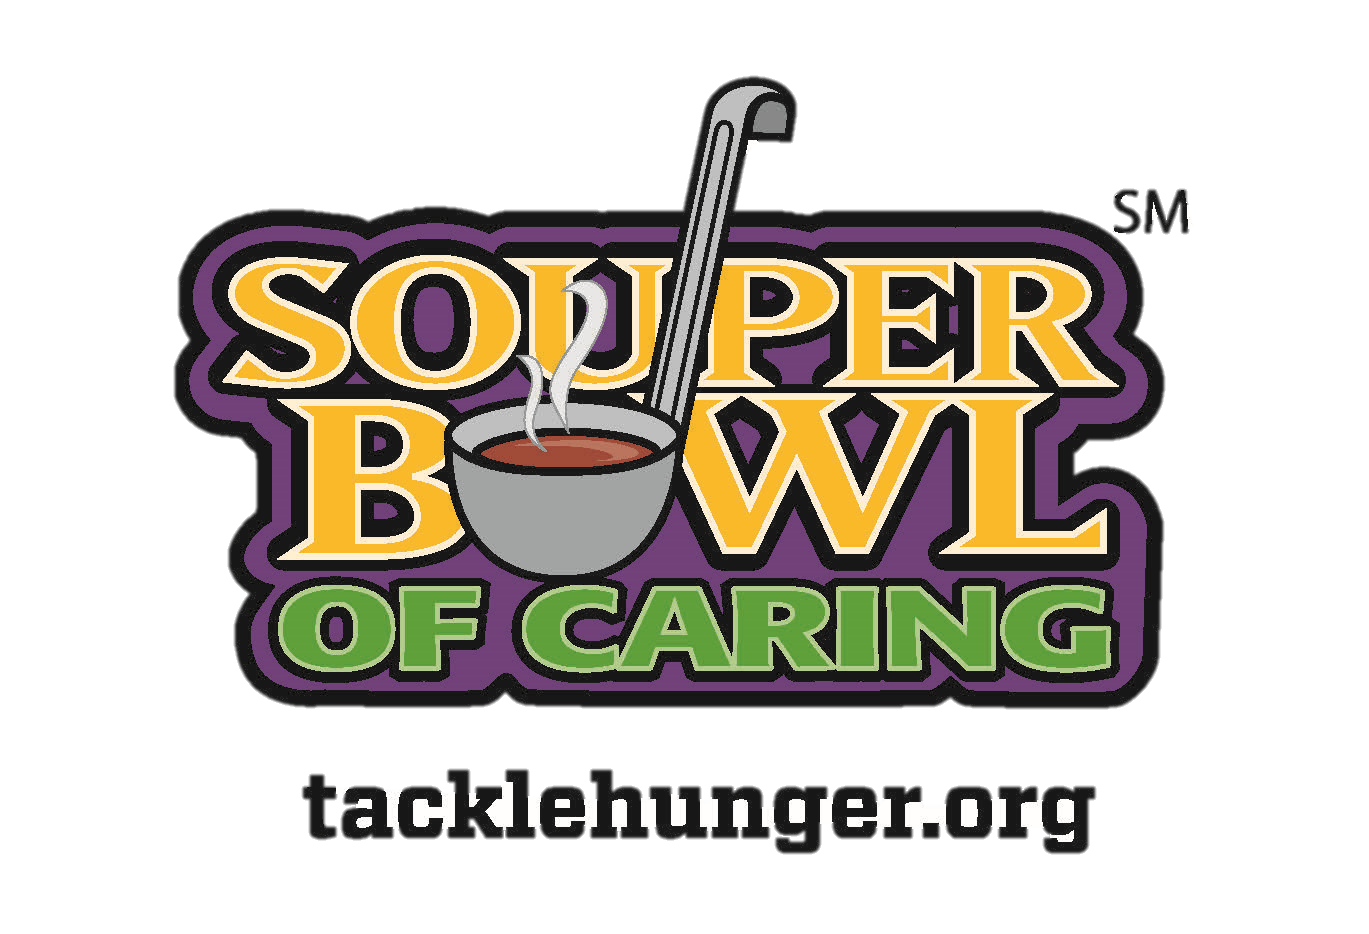 SOUPER
SM
BOWL
OF CARING
tacklehunger.org